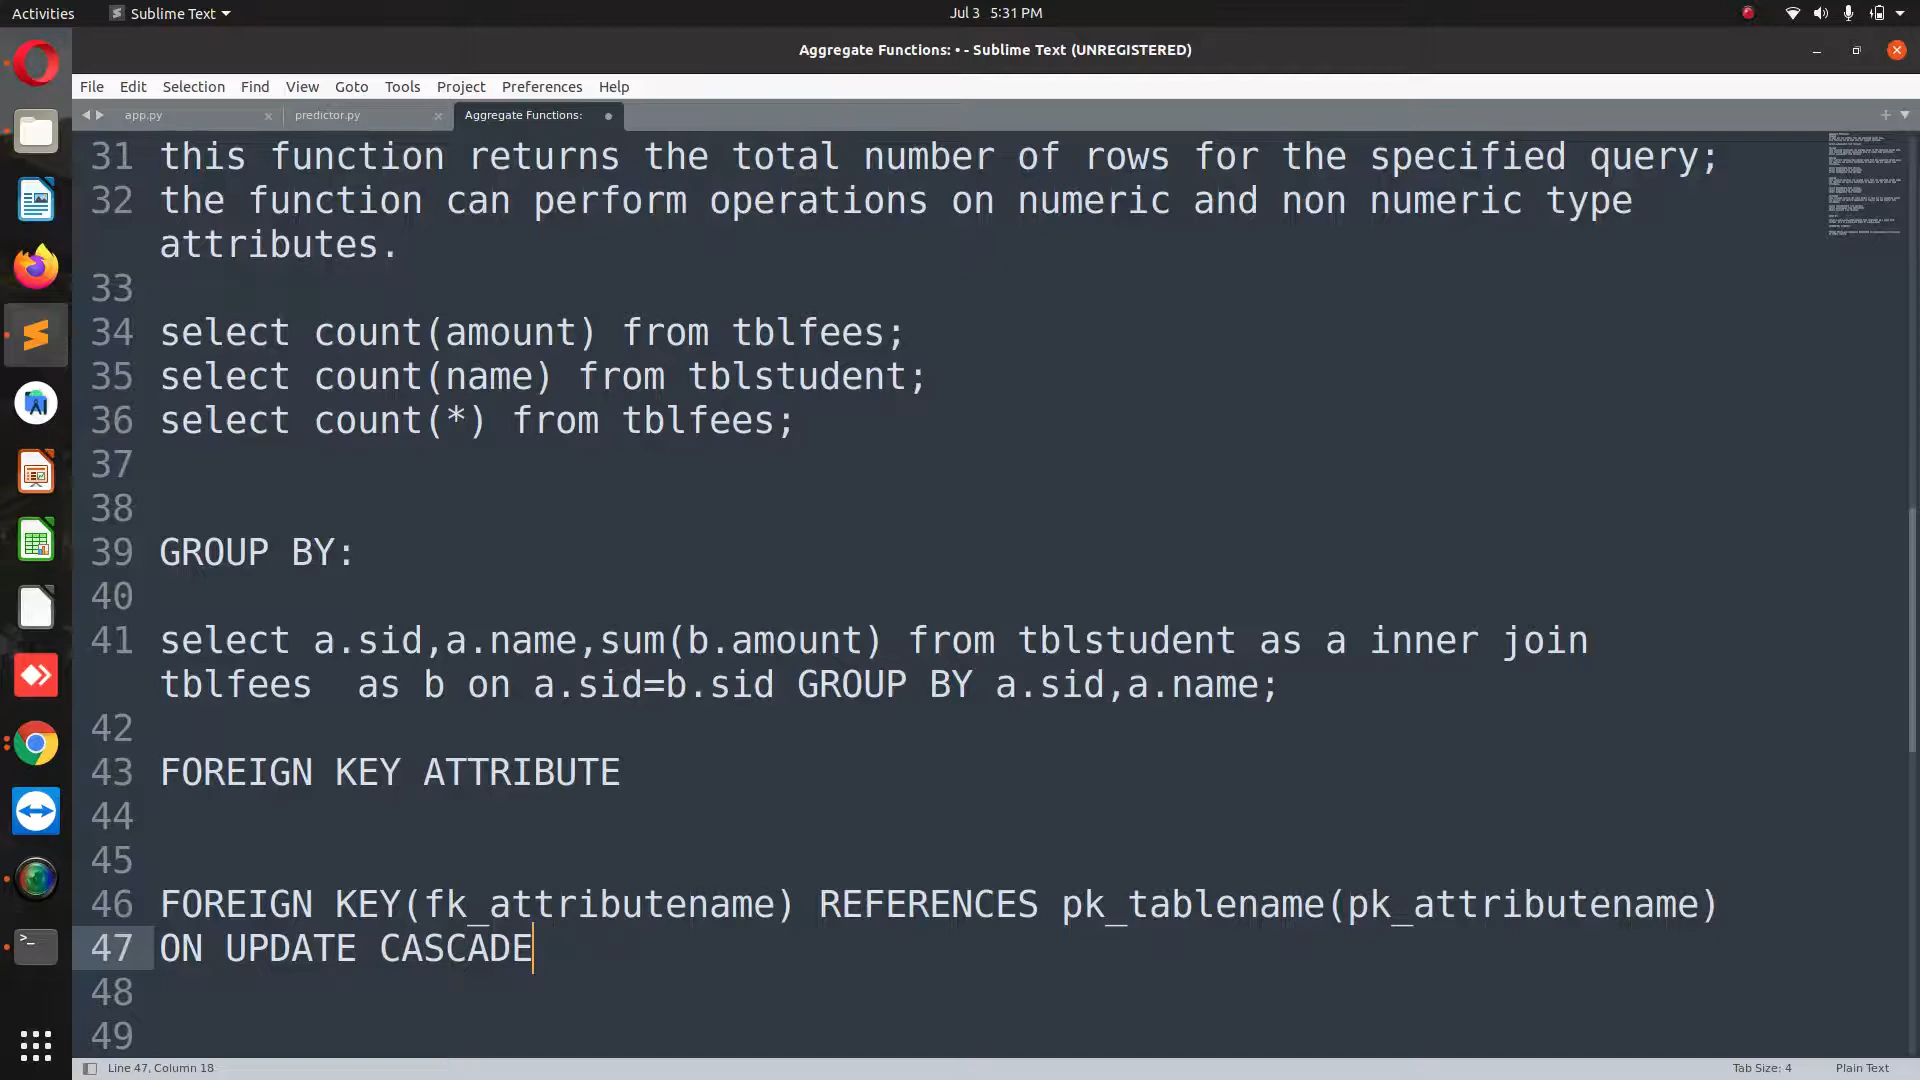 Activities Sublime Text Jul 3 5:31 PM
Aggregate Functions: • - Sublime Text (UNREGISTERED)
File Edit Selection Find View Goto Tools Project Preferences Help
app.py predictor.py Aggregate Functions:
31 this function returns the total number of rows for the specified query;
32 the function can perform operations on numeric and non numeric type
attributes.
33
34 select count(amount) from tblfees;
35 select count(name) from tblstudent;
36 select count(*) from tblfees;
37
38
39 GROUP BY:
40
41 select a.sid,a.name,sum(b.amount) from tblstudent as a inner join
tblfees  as b on a.sid=b.sid GROUP BY a.sid,a.name;
42
43 FOREIGN KEY ATTRIBUTE
44
45
46 FOREIGN KEY(fk_attributename) REFERENCES pk_tablename(pk_attributename)
47 ON UPDATE CASCADE
48
49
Line 47, Column 18 Tab Size: 4 Plain Text